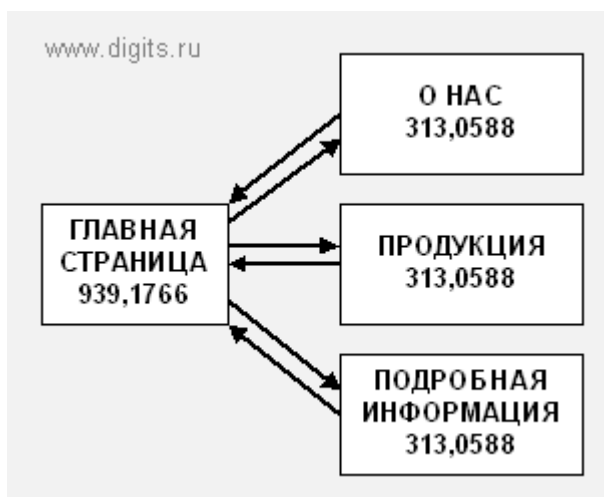 www.digits.ru
О НАС
313,0588
ГЛАВНАЯ
СТРАНИЦА
939,1766
ПРОДУКЦИЯ
313,0588
ПОДРОБНАЯ
ИНФОРМАЦИЯ
313,0588